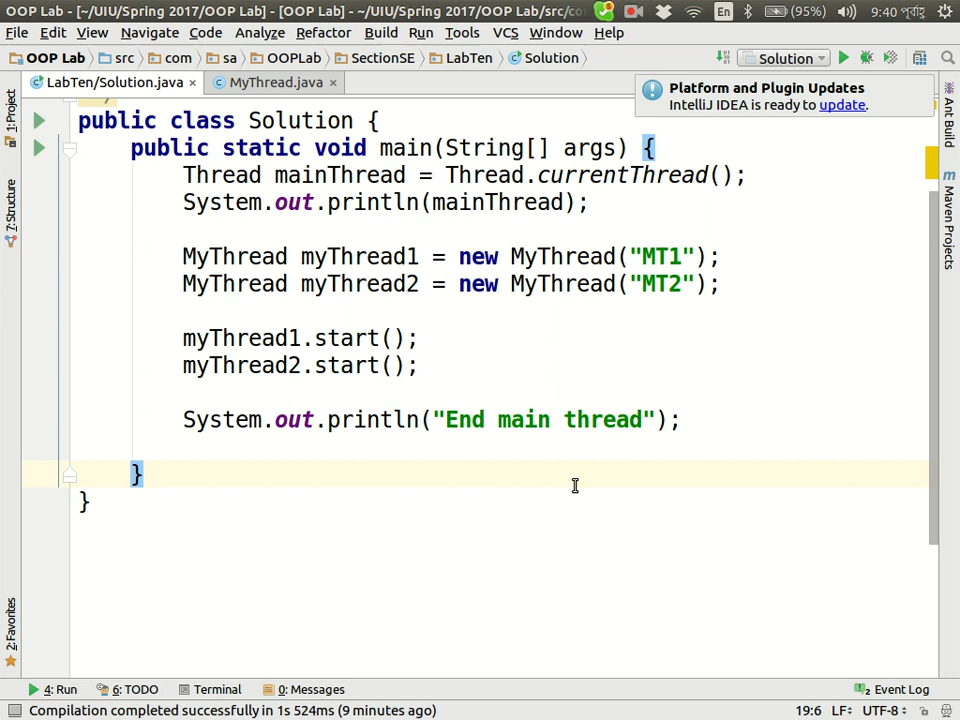 OOP Lab - [~/UIU/Spring 2017/OOP Lab] - [OOP Lab] - ~/UIU/Spring 2017/OOP Lab/src/co
En (95%) 9:40 পূর্বাহ্ণ
File Edit View Navigate Code Analyze Refactor Build Run Tools VCS Window Help
OOP Lab src com sa OOPLab SectionSE LabTen Solution Solution
LabTen/Solution.java MyThread.java
Platform and Plugin Updates
IntelliJ IDEA is ready to update.
1: Project
7: Structure
2: Favorites
Ant Build
Maven Projects
public class Solution {
public static void main(String[] args) {
Thread mainThread = Thread.currentThread();
System.out.println(mainThread);
MyThread myThread1 = new MyThread("MT1");
MyThread myThread2 = new MyThread("MT2");
myThread1.start();
myThread2.start();
System.out.println("End main thread");
}
}
4: Run 6: TODO Terminal 0: Messages 2 Event Log
Compilation completed successfully in 1s 524ms (9 minutes ago) 19:6 LF UTF-8